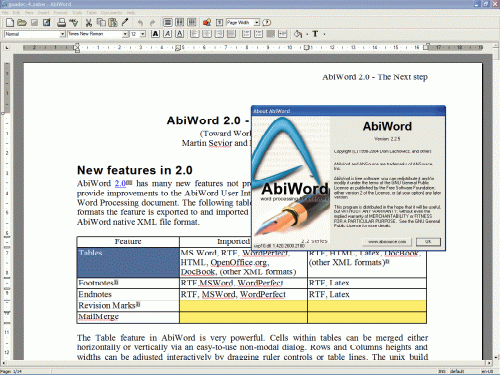 guadec-4.zabw - AbiWord
File Edit View Insert Format Tools Table Documents Help
Page Width
Normal
Times New Roman
12
AbiWord 2.0 - The Next step
AbiWord 2.0 -
(Toward Wor
Martin Sevior and
New features in 2.0
AbiWord 2.0 has many new features not pr
provide improvements to the AbiWord User Int
Word Processing document. The following table
formats the feature is exported to and imported
AbiWord native XML file format.
Feature
Imported
Tables
MS Word, RTF, WordPerfect,
HTML, OpenOffice.org,
DocBook, (other XML formats)
RTF, HTML, Latex, DocBook,
(other XML formats)
Footnotes
RTF, MSWord, WordPerfect
RTF, Latex
Endnotes
RTF, MSWord, WordPerfect
RTF, Latex
Revision Marks
MailMerge
The Table feature in AbiWord is very powerful. Cells within tables can be merged either
horizontally or vertically via an easy-to-use non-modal dialog. Rows and Columns heights and
widths can be adjusted interactively by dragging ruler controls or table lines. The unix build
About AbiWord
AbiWord
Version 2.2.5
Copyright (C) 1998-2004 Dom Lachowicz, and Others
AbiWord is free software; you can redistribute it and/or
modify it under the terms of the GNU General Public
License as published by the Free Software Foundation;
either version 2 of the License, or (at your option) any later
version.
This program is distributed in the hope that it will be useful,
but WITHOUT ANY WARRANTY; without even the
implied warranty of MERCHANTABILITY or FITNESS
FOR A PARTICULAR PURPOSE. See the GNU General
Public License for more details.
AbiWord
word processing
2.2 series
www.abisource.com
OK
Page: 1/14
INS
default
en-US